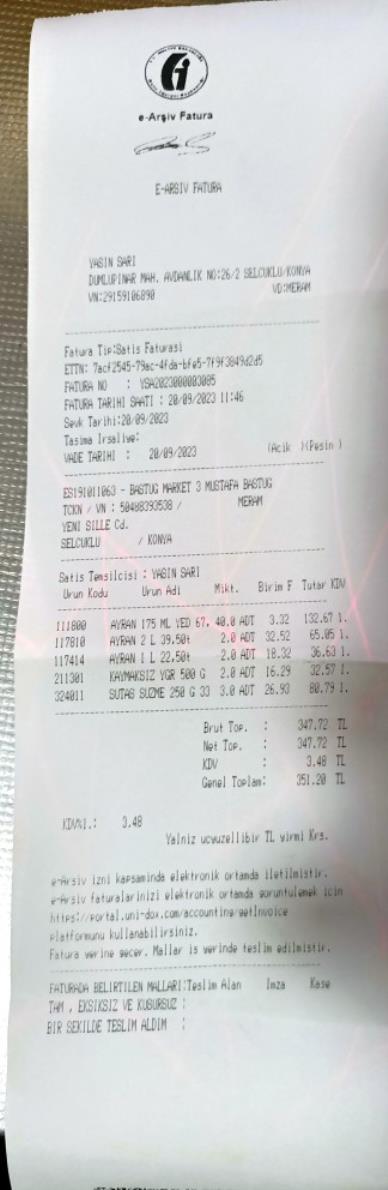 e-Arşiv Fatura
E-ARSIV FATURA
YASIN SARI
DUMLUPINAR MAH. AVDANLIK NO:26/2 SELCUKLU/KONYA
VN:29159106890 VD:MERAM
Fatura Tip:Satis Faturasi
ETTN: 7acf2545-79ac-4fda-bfe5-7f9f3849d2d5
FATURA NO : YSA2023000003085
FATURA TARIHI SAATI : 20/09/2023 11:46
Sevk Tarihi:20/09/2023
Tasima Irsaliye:
VADE TARIHI : 20/09/2023 (Acik )(Pesin )
ES191011063 - BASTUG MARKET 3 MUSTAFA BASTUG
TCKN / VN : 50488393538 / MERAM
YENI SILLE Cd.
SELCUKLU / KONYA
Satis Temsilcisi : YASIN SARI
Urun Kodu Urun Adi Mikt. Birim F Tutar KDV
111800 AYRAN 175 ML YED 67. 40.0 ADT 3.32 132.67 1.
117810 AYRAN 2 L 39.50t 2.0 ADT 32.52 65.05 1.
117414 AYRAN 1 L 22.50t 2.0 ADT 18.32 36.63 1.
211301 KAYMAKSIZ YGR 500 G 2.0 ADT 16.29 32.57 1.
324011 SUTAS SUZME 250 G 33 3.0 ADT 26.93 80.79 1.
Brut Top. : 347.72 TL
Net Top. : 347.72 TL
KDV : 3.48 TL
Genel Toplam: 351.20 TL
KDV%1.: 3.48
Yalniz ucyuzellibir TL yirmi Krs.
e-Arsiv izni kapsaminda elektronik ortamda iletilmistir.
e-Arsiv faturalarinizi elektronik ortamda goruntulemek icin
https://portal.uni-dox.com/accounting/getInvoice
platformunu kullanabilirsiniz.
Fatura yerine gecer. Mallar is yerinde teslim edilmistir.
FATURADA BELIRTILEN MALLARI:Teslim Alan Imza Kase
TAM , EKSIKSIZ VE KUSURSUZ :
BIR SEKILDE TESLIM ALDIM :